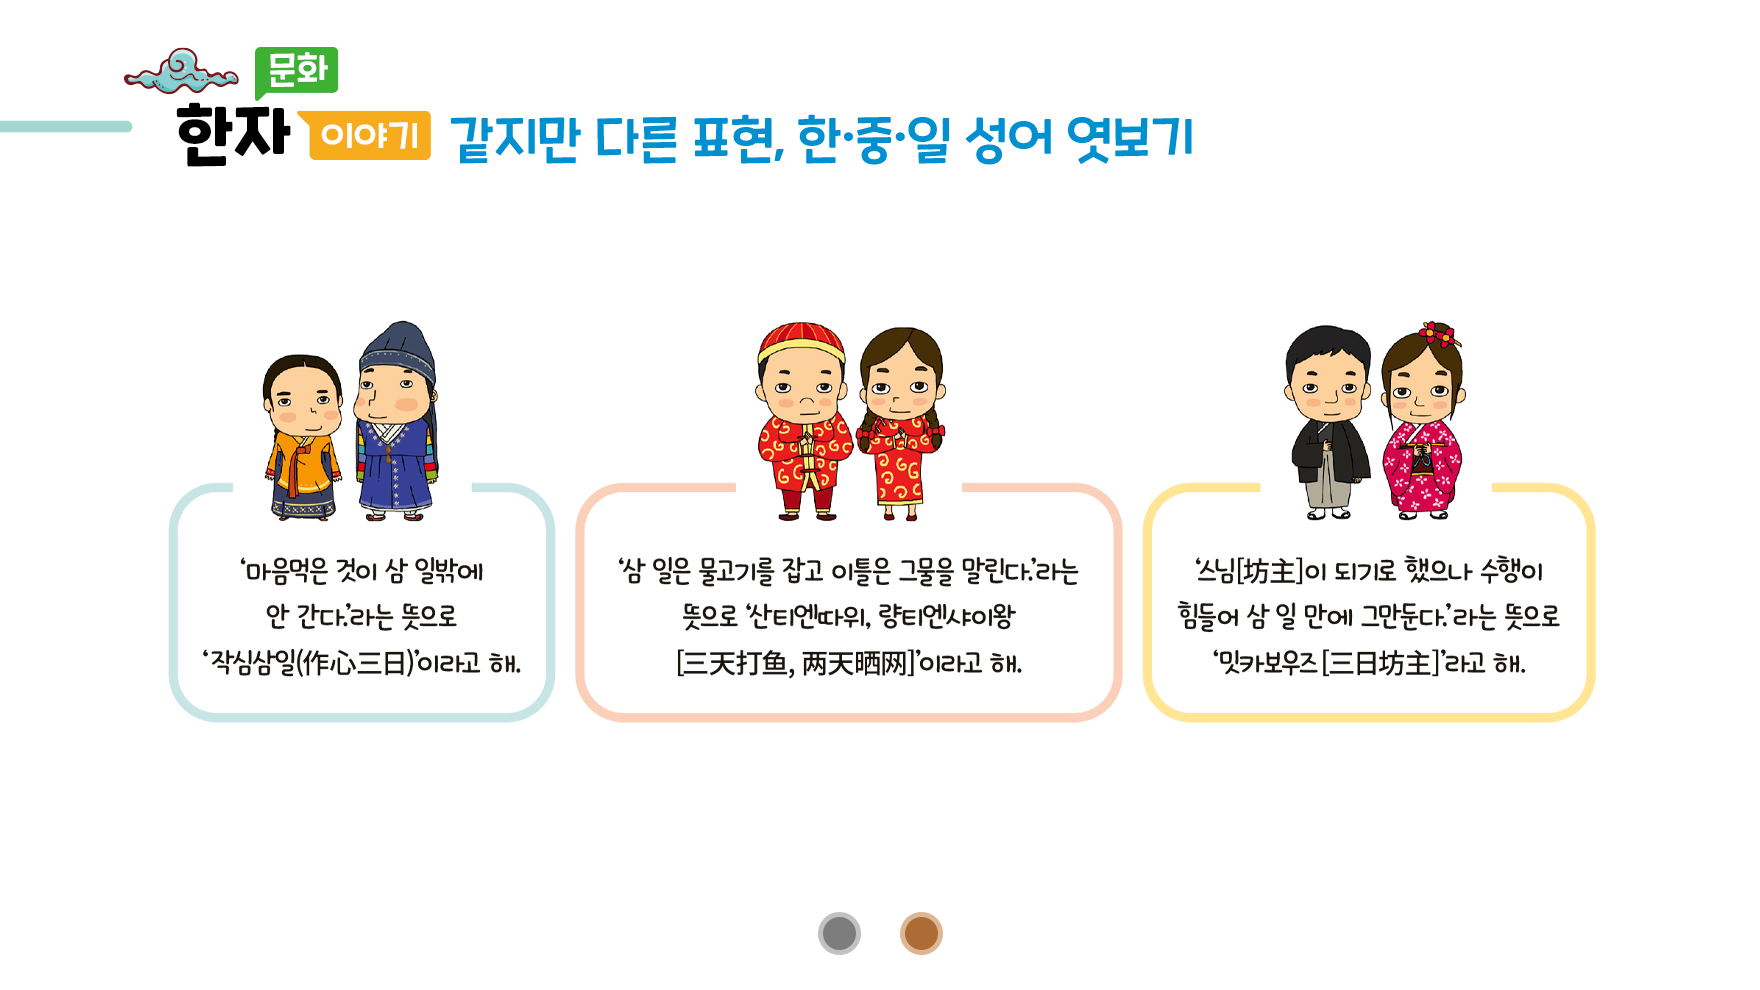 문화
한자 이야기 같지만 다른 표현, 한·중·일 성어 엿보기
‘마음먹은 것이 삼 일밖에
안 간다.’라는 뜻으로
‘작심삼일(作心三日)’이라고 해.
‘삼 일은 물고기를 잡고 이틀은 그물을 말린다.’라는
뜻으로 ‘산티엔따위, 량티엔샤이왕
[三天打鱼, 两天晒网]’이라고 해.
‘스님[坊主]이 되기로 했으나 수행이
힘들어 삼 일 만에 그만둔다.’라는 뜻으로
‘밋카보우즈[三日坊主]’라고 해.